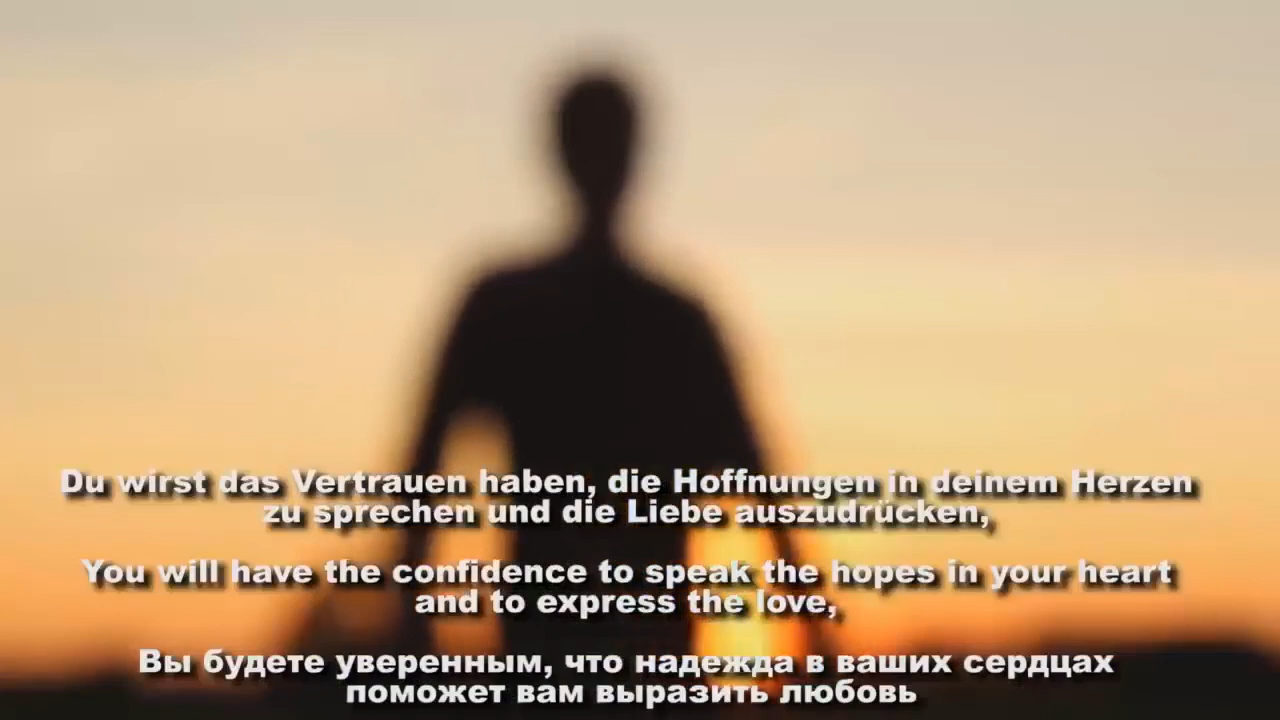 Du wirst das Vertrauen haben, die Hoffnungen in deinem Herzen
zu sprechen und die Liebe auszudrücken,
You will have the confidence to speak the hopes in your heart
and to express the love,
Вы будете уверенным, что надежда в ваших сердцах
поможет вам выразить любовь